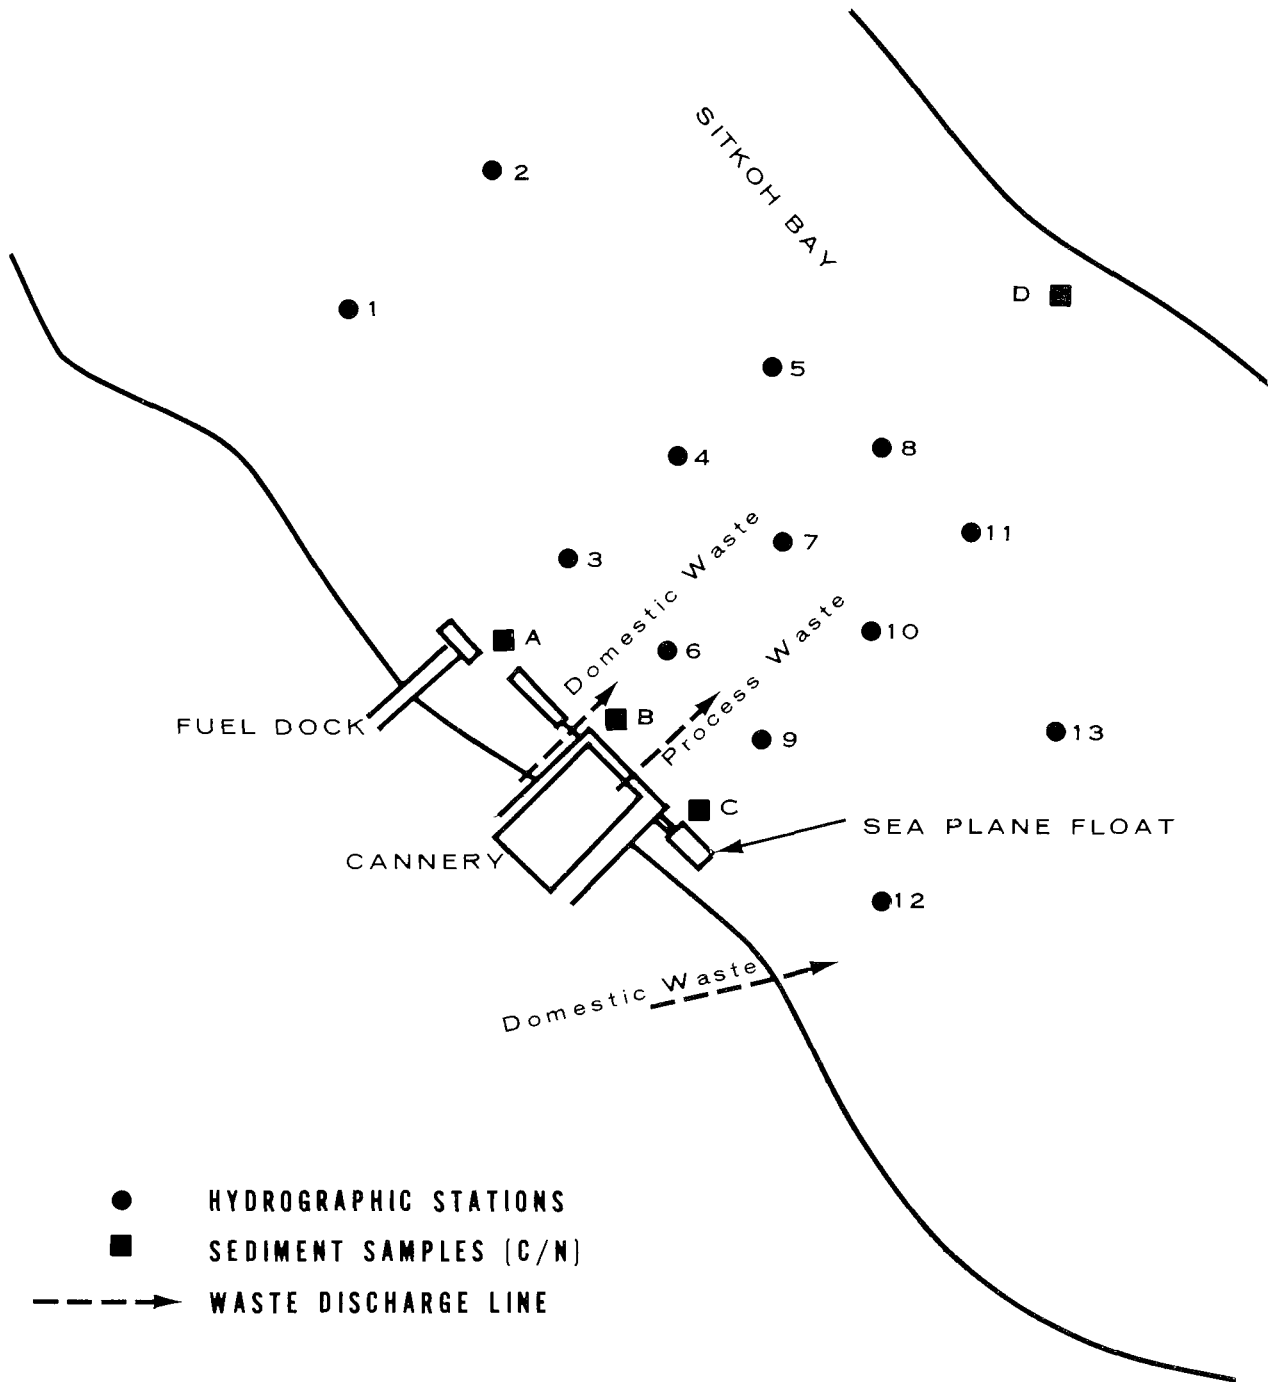 SITKOH BAY
2
1
D
5
4
8
3
7
11
Domestic Waste
A
6
10
B
Process Waste
FUEL DOCK
9
13
C
SEA PLANE FLOAT
CANNERY
12
Domestic Waste
HYDROGRAPHIC STATIONS
SEDIMENT SAMPLES (C/N)
WASTE DISCHARGE LINE